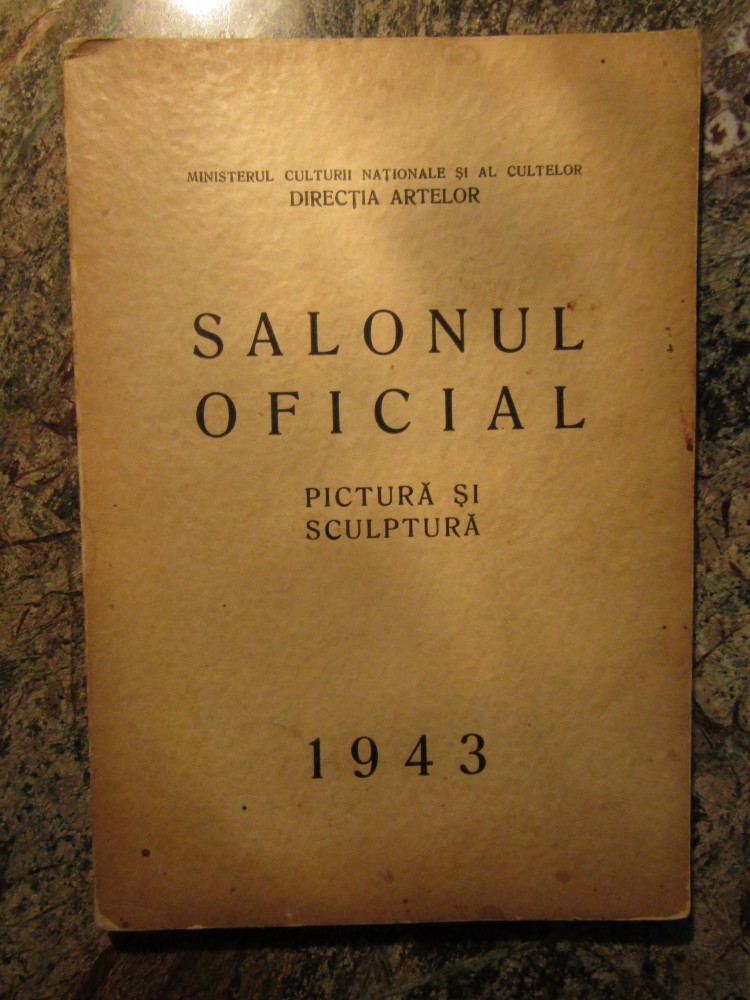 MINISTERUL CULTURII NAȚIONALE ȘI AL CULTELOR
DIRECȚIA ARTELOR
SALONUL
OFICIAL
PICTURĂ ȘI
SCULPTURĂ
1943